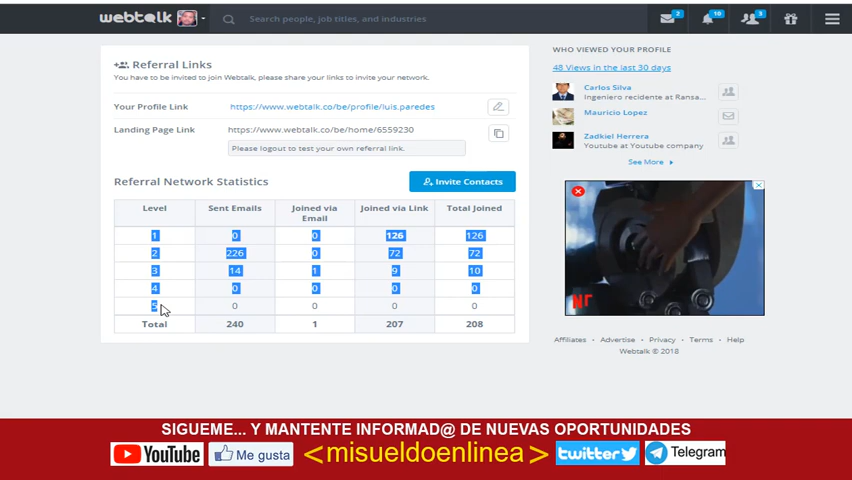 webtalk
Search people, job titles, and industries
2
10
3
Referral Links
You have to be invited to join Webtalk, please share your links to invite your network.
Your Profile Link
https://www.webtalk.co/be/profile/luis.paredes
Landing Page Link
https://www.webtalk.co/be/home/6559230
Please logout to test your own referral link.
Referral Network Statistics
Invite Contacts
Level Sent Emails Joined via Email Joined via Link Total Joined
1 0 0 126 126
2 226 0 72 72
3 14 1 9 10
4 0 0 0 0
5 0 0 0 0
Total 240 1 207 208
WHO VIEWED YOUR PROFILE
48 Views in the last 30 days
Carlos Silva
Ingeniero recidente at Ransa...
Mauricio Lopez
Zadkiel Herrera
Youtube at Youtube company
See More
Affiliates · Advertise · Privacy · Terms · Help
Webtalk © 2018
SIGUEME... Y MANTENTE INFORMAD@ DE NUEVAS OPORTUNIDADES
YouTube
Me gusta
<misueldoenlinea>
twitter
Telegram